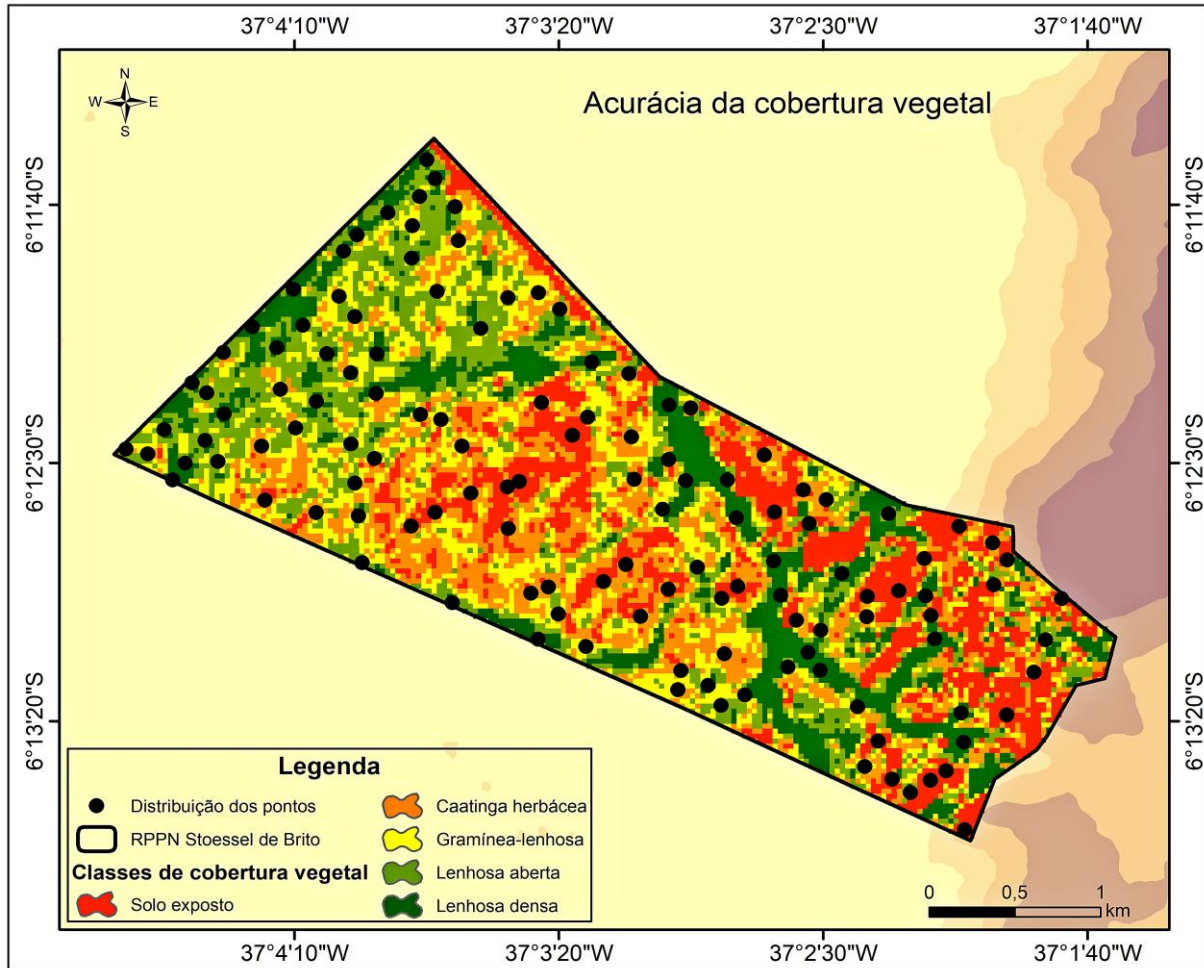 37°4'10"W 37°3'20"W 37°2'30"W 37°1'40"W
N
W E
S
Acurácia da cobertura vegetal
6°11'40"S 6°11'40"S
6°12'30"S 6°12'30"S
6°13'20"S 6°13'20"S
Legenda
Distribuição dos pontos
RPPN Stoessel de Brito
Classes de cobertura vegetal
Solo exposto
Caatinga herbácea
Gramínea-lenhosa
Lenhosa aberta
Lenhosa densa
0 0,5 1
km
37°4'10"W 37°3'20"W 37°2'30"W 37°1'40"W